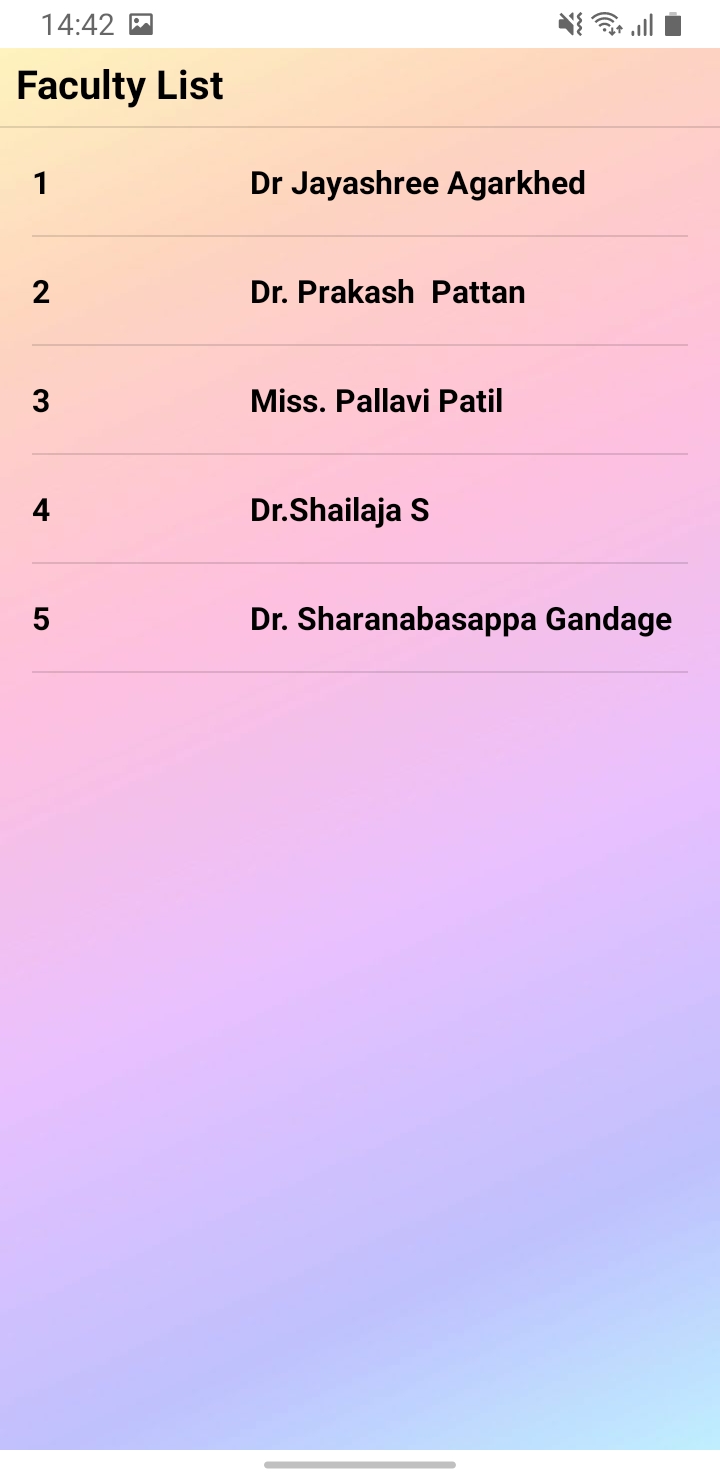 14:42
Faculty List
1 Dr Jayashree Agarkhed
2 Dr. Prakash  Pattan
3 Miss. Pallavi Patil
4 Dr.Shailaja S
5 Dr. Sharanabasappa Gandage